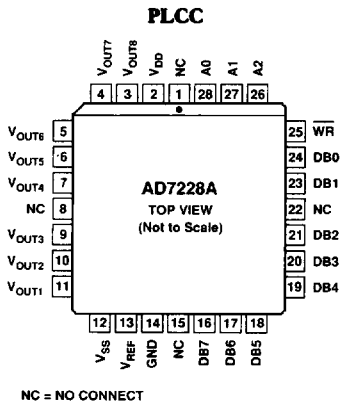 PLCC
VOUT7 VOUT8 VDD NC A0 A1 A2
4 3 2 1 28 27 26
VOUT6 5 25 WR
VOUT5 6 24 DB0
VOUT4 7 23 DB1
NC 8 22 NC
VOUT3 9 21 DB2
VOUT2 10 20 DB3
VOUT1 11 19 DB4
AD7228A
TOP VIEW
(Not to Scale)
12 13 14 15 16 17 18
VSS VREF GND NC DB7 DB6 DB5
NC = NO CONNECT